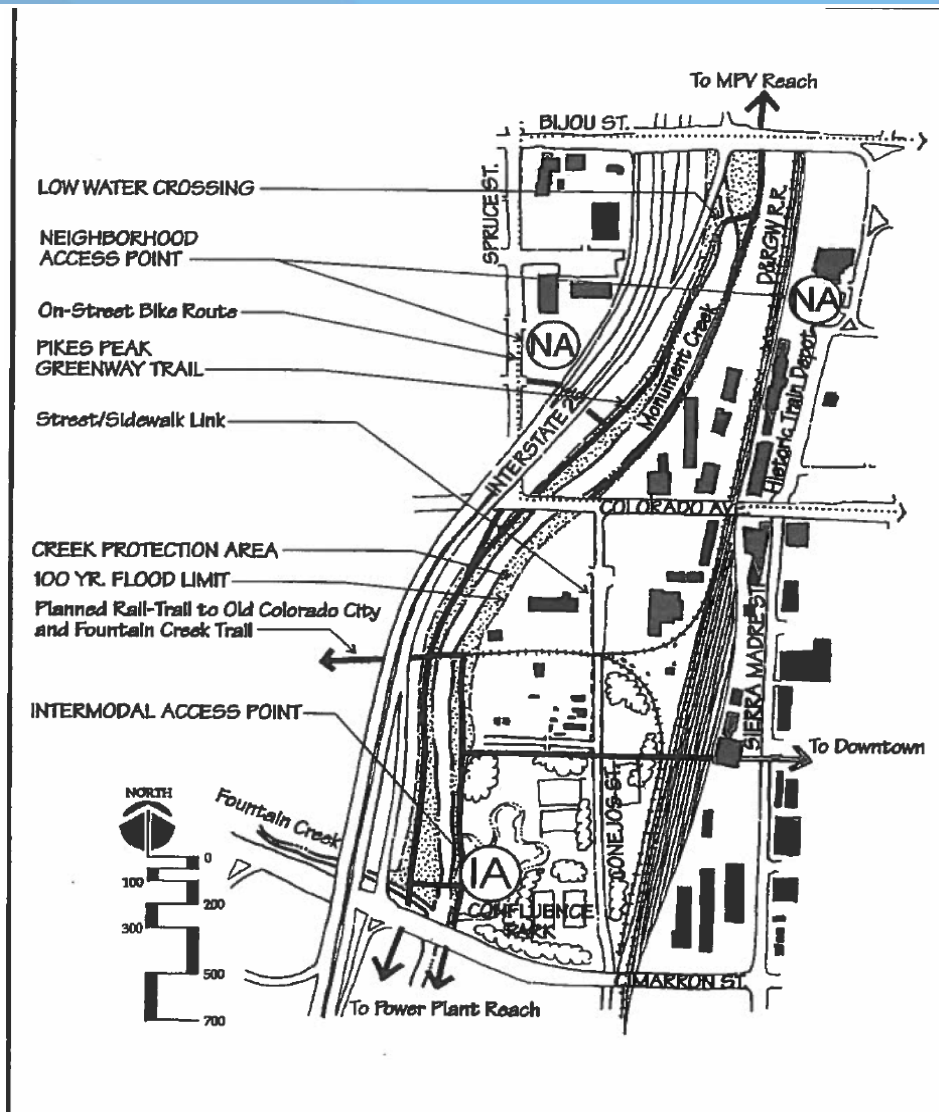 To MPV Reach
BIJOU ST.
LOW WATER CROSSING
SPRUCE ST.
NEIGHBORHOOD
ACCESS POINT
D&RGW R.R.
NA
On-Street Bike Route
NA
PIKES PEAK
GREENWAY TRAIL
Monument Creek
Historic Train Depot
Street/Sidewalk Link
INTERSTATE 25
COLORADO AV
CREEK PROTECTION AREA
100 YR. FLOOD LIMIT
Planned Rail-Trail to Old Colorado City
and Fountain Creek Trail
SIERRA MADRE ST.
INTERMODAL ACCESS POINT
To Downtown
CONEJOS ST.
NORTH
Fountain Creek
0
100
200
300
500
700
IA
CONFLUENCE
PARK
CIMARRON ST.
To Power Plant Reach